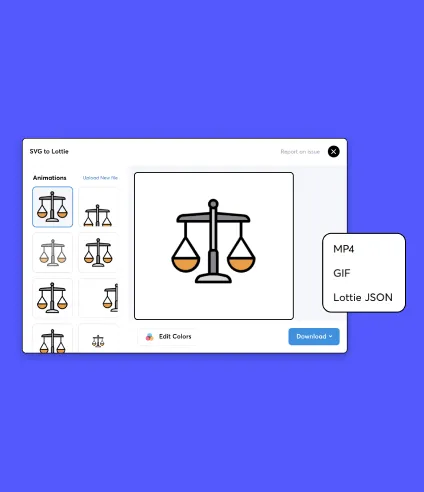 SVG to Lottie
Report an issue
Animations
Upload New file
MP4
GIF
Lottie JSON
Edit Colors
Download